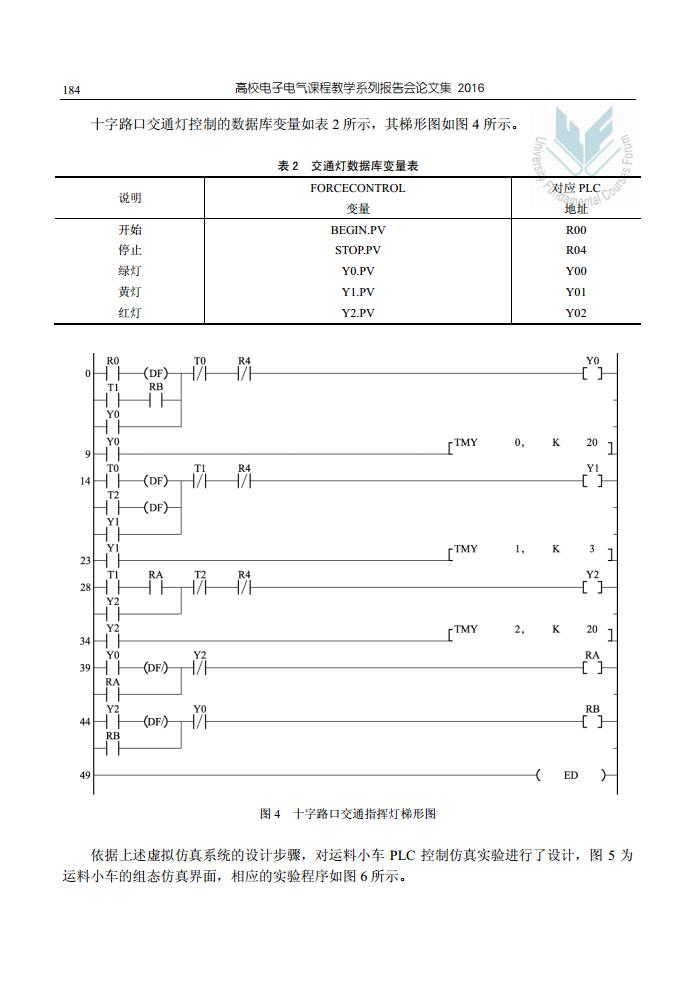 184
高校电子电气课程教学系列报告会论文集 2016
十字路口交通灯控制的数据库变量如表 2 所示，其梯形图如图 4 所示。
University Fundamental Courses Forum
表 2 交通灯数据库变量表
说明 FORCECONTROL 变量 对应 PLC 地址
开始 BEGIN.PV R00
停止 STOP.PV R04
绿灯 Y0.PV Y00
黄灯 Y1.PV Y01
红灯 Y2.PV Y02
R0 T0 R4 Y0
0 (DF)
T1 RB
Y0
Y0 TMY 0, K 20
9
T0 T1 R4 Y1
14 (DF)
T2
(DF)
Y1
Y1 TMY 1, K 3
23
T1 RA T2 R4 Y2
28
Y2
Y2 TMY 2, K 20
34
Y0 Y2 RA
39 (DF/)
RA
Y2 Y0 RB
44 (DF/)
RB
49 ( ED )
图 4 十字路口交通指挥灯梯形图
依据上述虚拟仿真系统的设计步骤，对运料小车 PLC 控制仿真实验进行了设计，图 5 为
运料小车的组态仿真界面，相应的实验程序如图 6 所示。